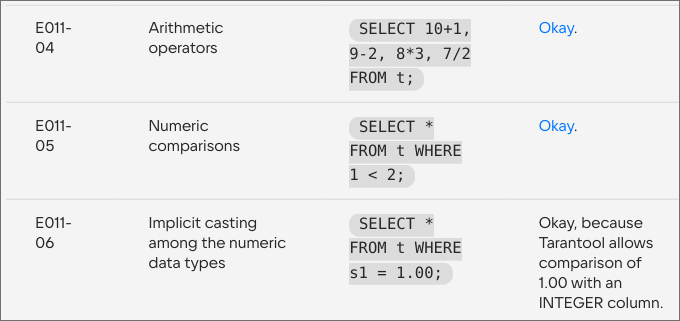 E011-
04
Arithmetic
operators
SELECT 10+1,
9-2, 8*3, 7/2
FROM t;
Okay.
E011-
05
Numeric
comparisons
SELECT *
FROM t WHERE
1 < 2;
Okay.
E011-
06
Implicit casting
among the numeric
data types
SELECT *
FROM t WHERE
s1 = 1.00;
Okay, because
Tarantool allows
comparison of
1.00 with an
INTEGER column.